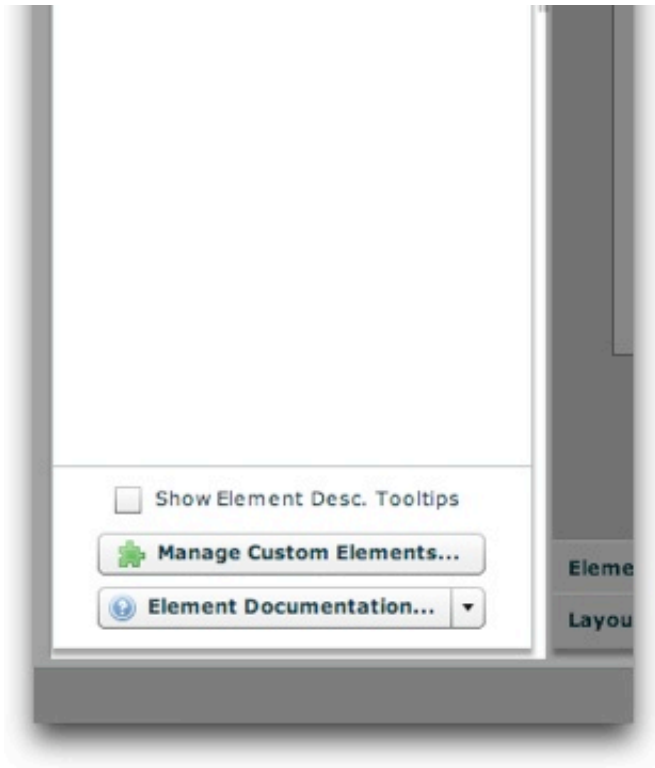 Show Element Desc. Tooltips
Manage Custom Elements...
Element Documentation...
Eleme
Layou